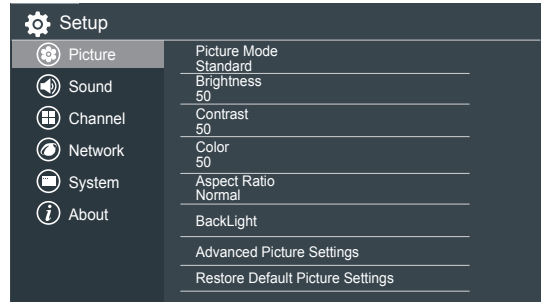 Setup
Picture
Sound
Channel
Network
System
About
Picture Mode
Standard
Brightness
50
Contrast
50
Color
50
Aspect Ratio
Normal
BackLight
Advanced Picture Settings
Restore Default Picture Settings